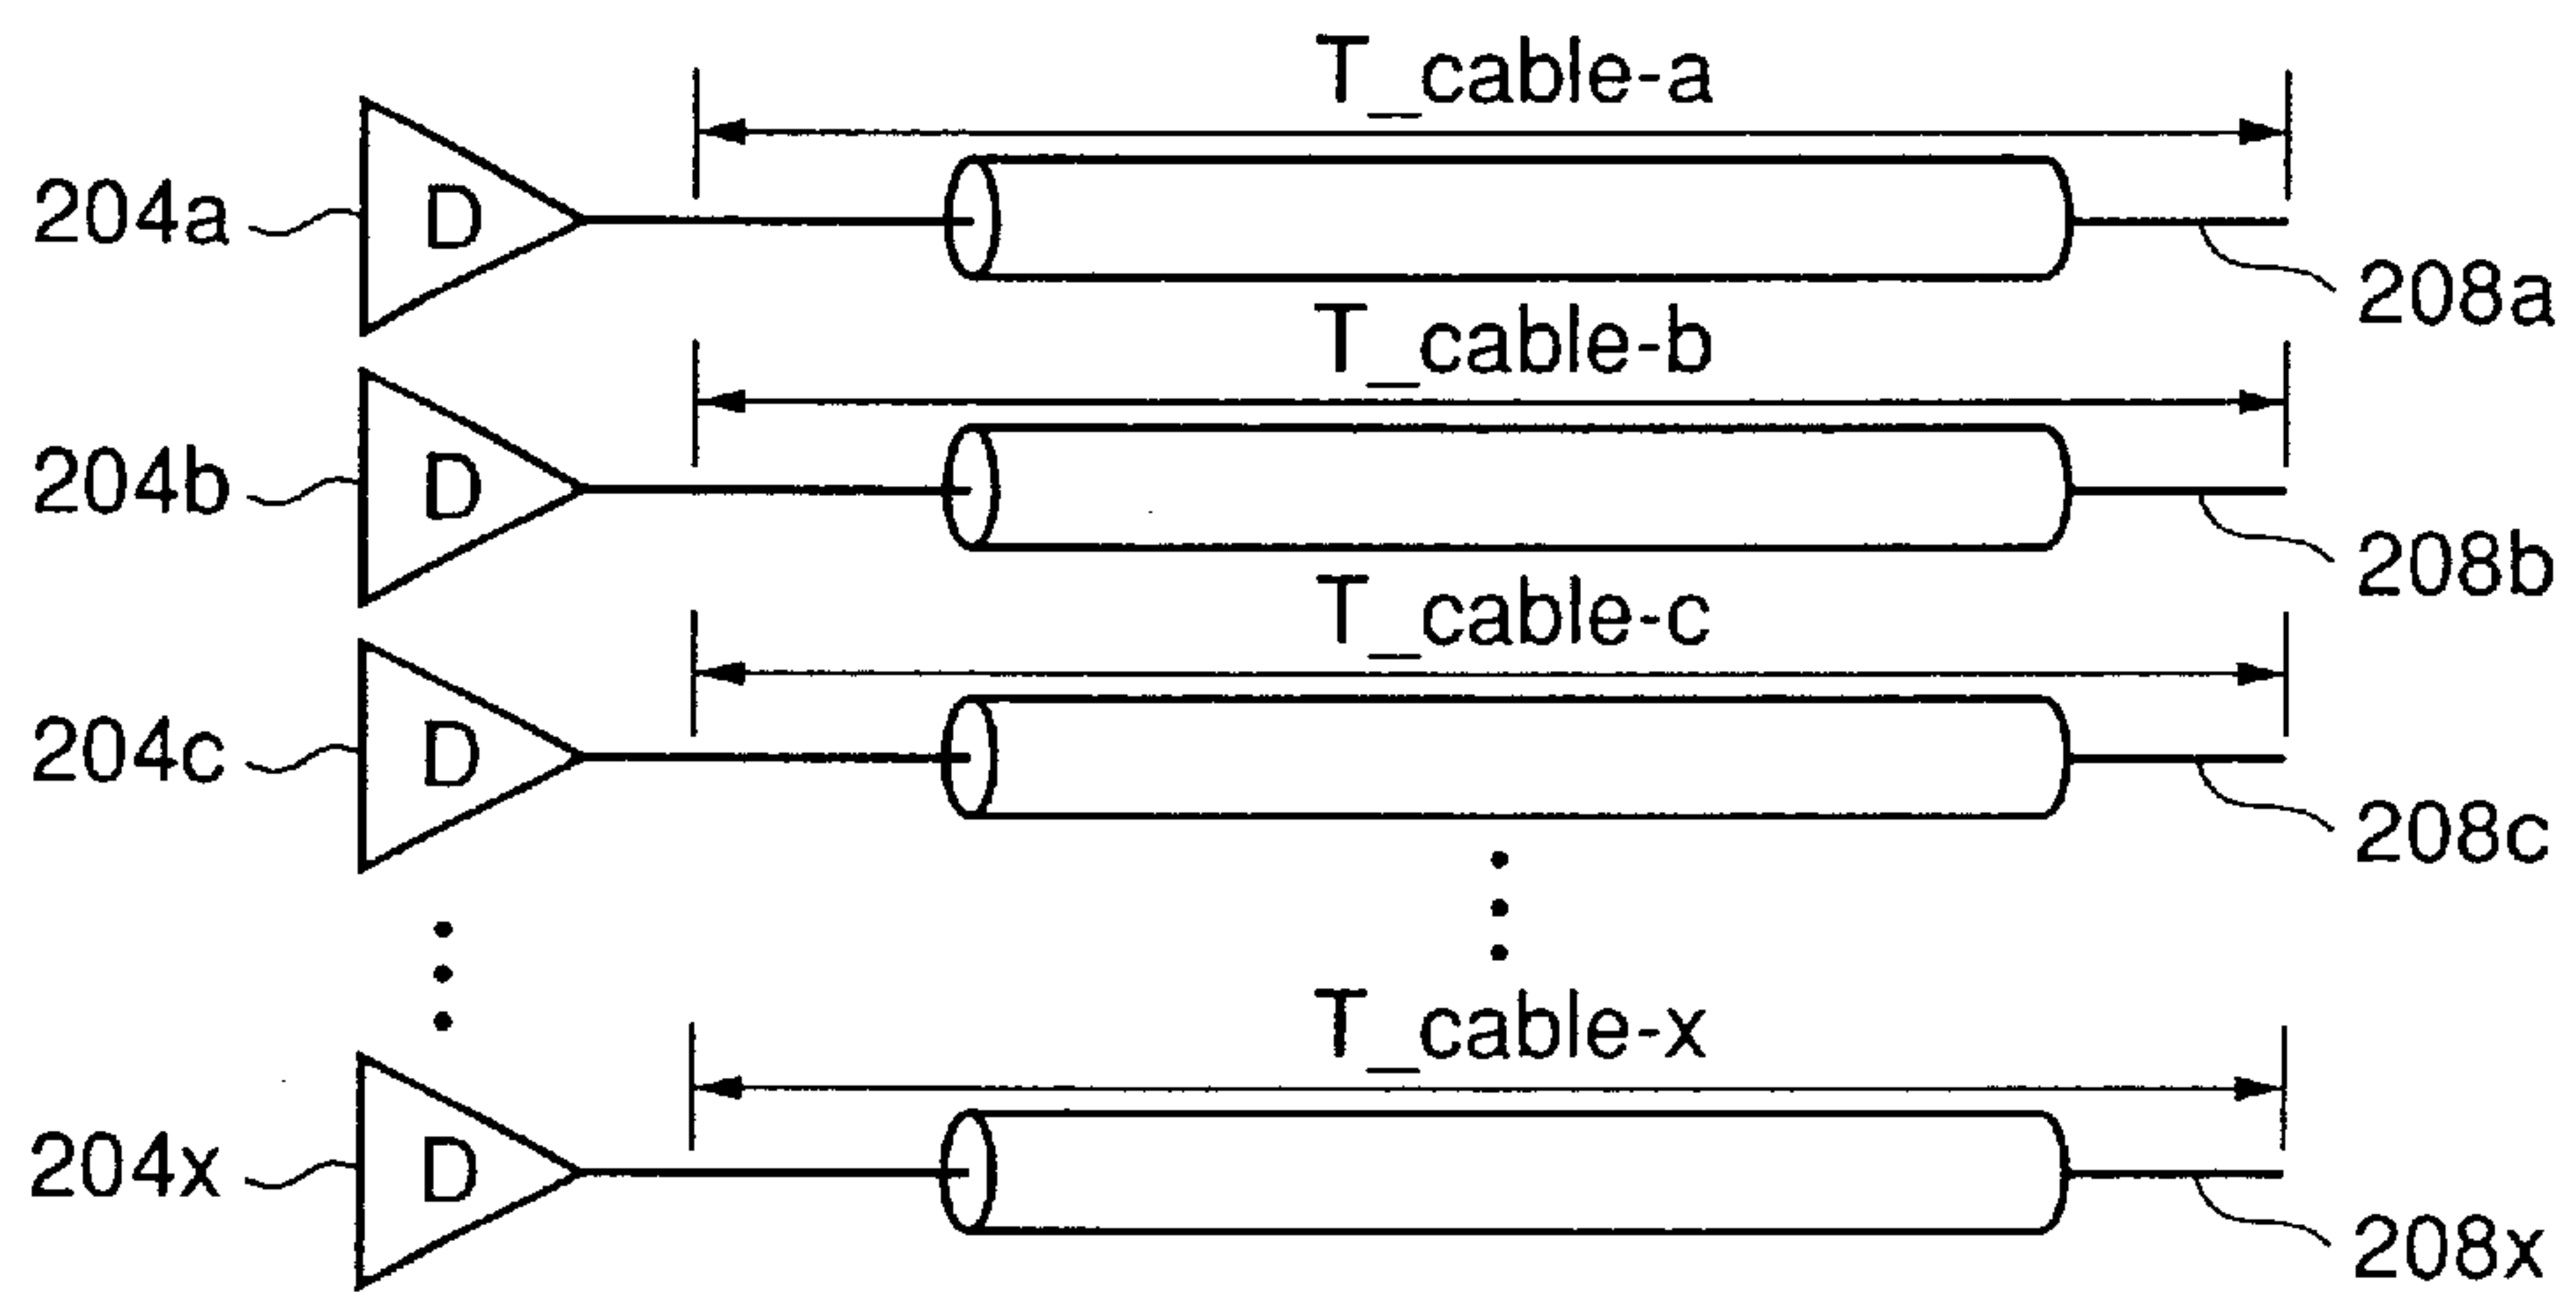 T_cable-a
204a D
208a
T_cable-b
204b D
208b
T_cable-c
204c D
208c
T_cable-x
204x D
208x